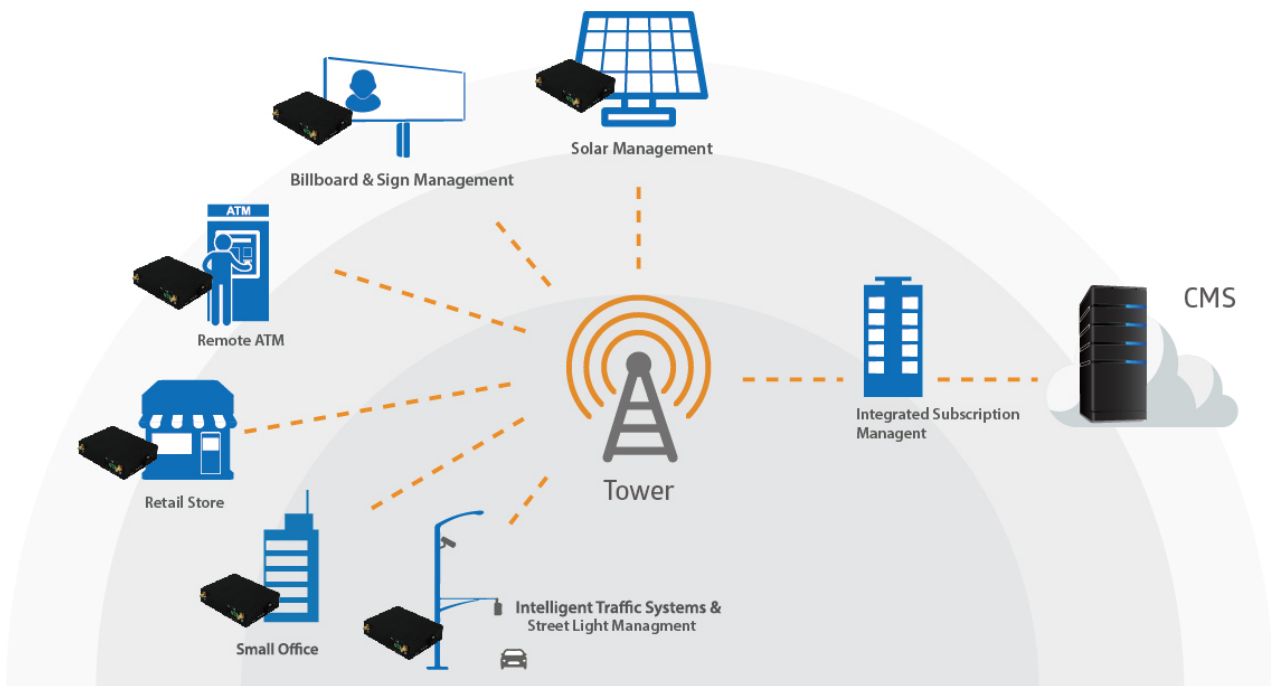 Solar Management
Billboard & Sign Management
ATM
Remote ATM
CMS
Integrated Subscription
Managent
Retail Store
Tower
Intelligent Traffic Systems &
Street Light Managment
Small Office